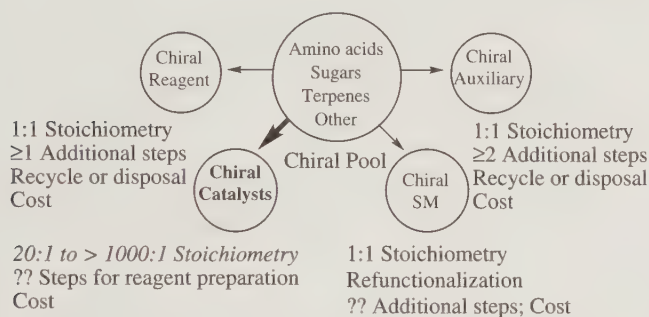 Chiral
Reagent
Amino acids
Sugars
Terpenes
Other
Chiral
Auxiliary
1:1 Stoichiometry
≥1 Additional steps
Recycle or disposal
Cost
Chiral
Catalysts
Chiral Pool
Chiral
SM
1:1 Stoichiometry
≥2 Additional steps
Recycle or disposal
Cost
20:1 to > 1000:1 Stoichiometry
?? Steps for reagent preparation
Cost
1:1 Stoichiometry
Refunctionalization
?? Additional steps; Cost